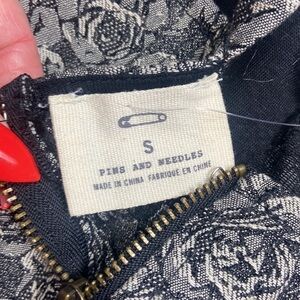 S
PINS AND NEEDLES
MADE IN CHINA FABRIQUÉ EN CHINE